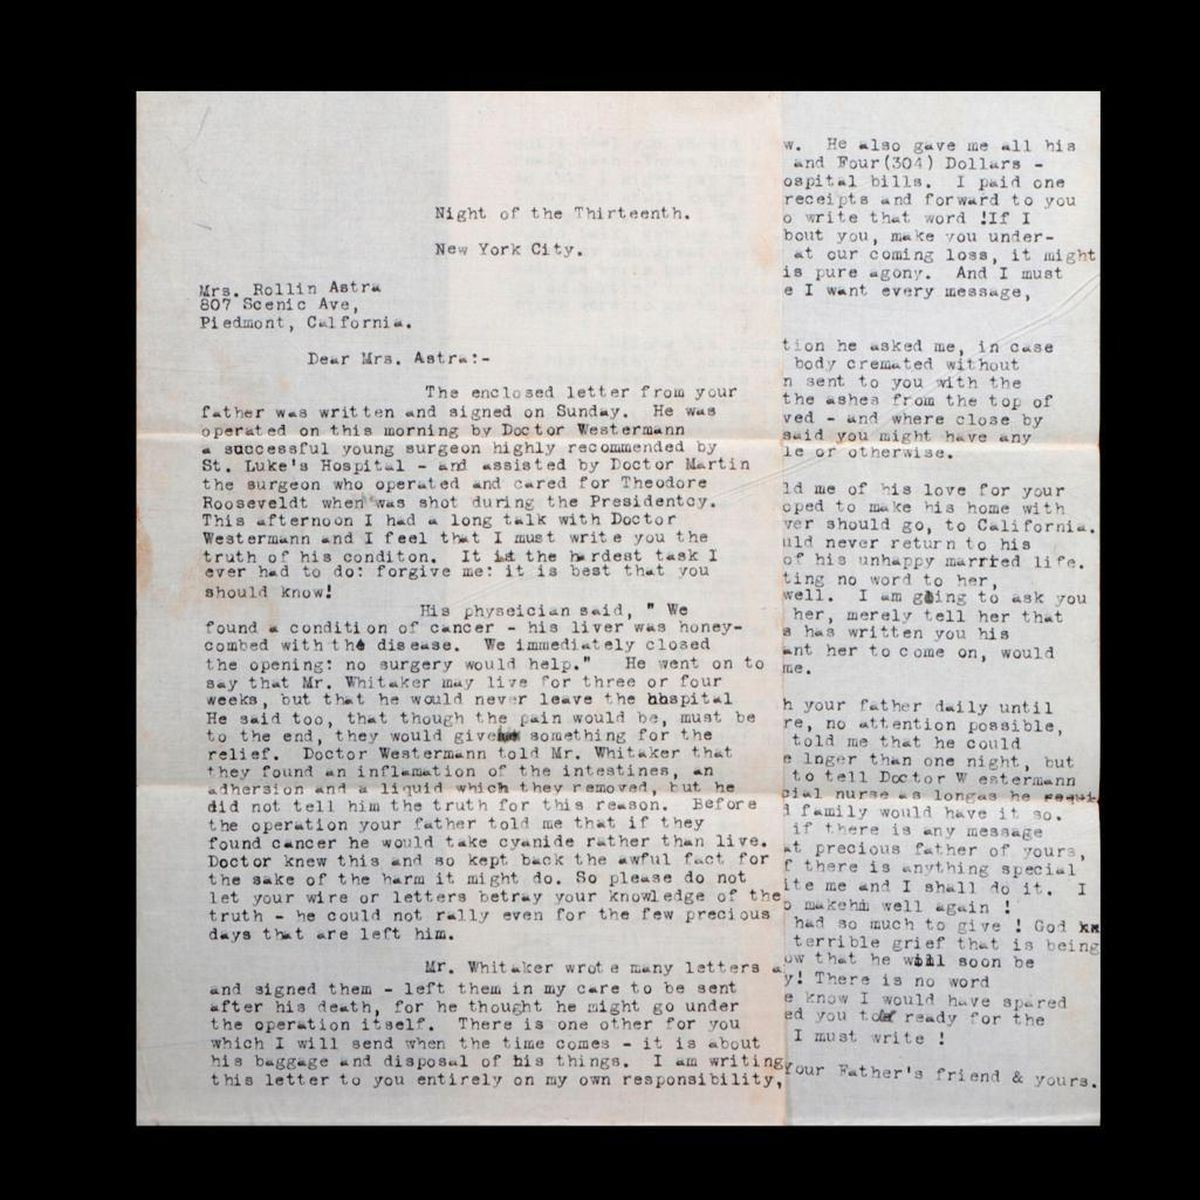 Night of the Thirteenth.
New York City.
Mrs. Rollin Astra
807 Scenic Ave,
Piedmont, Calfornia.
Dear Mrs. Astra:-
The enclosed letter from your
father was written and signed on Sunday. He was
operated on this morning by Doctor Westermann
a successful young surgeon highly recommended by
St. Luke's Hospital - and assisted by Doctor Martin
the surgeon who operated and cared for Theodore
Rooseveldt when was shot during the Presidentcy.
This afternoon I had a long talk with Doctor
Westermann and I feel that I must write you the
truth of his conditon. It is the hardest task I
ever had to do: forgive me: it is best that you
should know!
His physeician said, " We
found a condition of cancer - his liver was honey-
combed with the disease. We immediately closed
the opening: no surgery would help." He went on to
say that Mr. Whitaker may live for three or four
weeks, but that he would never leave the hospital
He said too, that though the pain would be, must be
to the end, they would give something for the
relief. Doctor Westermann told Mr. Whitaker that
they found an inflamation of the intestines, an
adhersion and a liquid which they removed, but he
did not tell him the truth for this reason. Before
the operation your father told me that if they
found cancer he would take cyanide rather than live.
Doctor knew this and so kept back the awful fact for
the sake of the harm it might do. So please do not
let your wire or letters betray your knowledge of the
truth - he could not rally even for the few precious
days that are left him.
Mr. Whitaker wrote many letters a
and signed them - left them in my care to be sent
after his death, for he thought he might go under
the operation itself. There is one other for you
which I will send when the time comes - it is about
his baggage and disposal of his things. I am writing
this letter to you entirely on my own responsibility,
w. He also gave me all his
and Four(304) Dollars -
ospital bills. I paid one
receipts and forward to you
o write that word !If I
bout you, make you under-
at our coming loss, it might
is pure agony. And I must
e I want every message,
tion he asked me, in case
body cremated without
n sent to you with the
the ashes from the top of
ved - and where close by
said you might have any
le or otherwise.
ld me of his love for your
oped to make his home with
ver should go, to California.
uld never return to his
of his unhappy marrried life.
ting no word to her,
well. I am going to ask you
her, merely tell her that
s has written you his
ant her to come on, would
me.
h your father daily until
re, no attention possible,
told me that he could
e lnger than one night, but
to tell Doctor W estermann
cial nurse as longas he requi
d family would have it so.
if there is any message
at precious father of yours,
f there is anything special
ite me and I shall do it. I
o makehm well again !
had so much to give ! God
terrible grief that is being
ow that he will soon be
y! There is no word
e know I would have spared
ed you to ready for the
I must write !
Your Father's friend & yours.